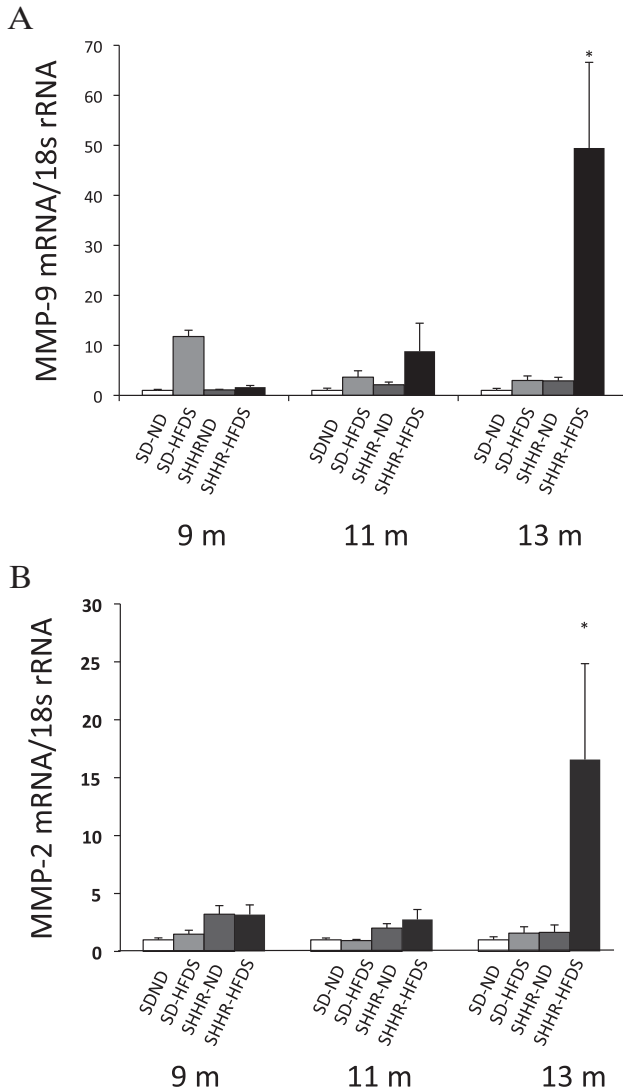 A
MMP-9 mRNA/18s rRNA
70
60
50
40
30
20
10
0
*
SD-ND
SD-HFDS
SHHRND
SHHR-HFDS
SDND
SD-HFDS
SHHR-ND
SHHR-HFDS
SD-ND
SD-HFDS
SHHR-ND
SHHR-HFDS
9 m
11 m
13 m
B
MMP-2 mRNA/18s rRNA
30
25
20
15
10
5
0
*
SDND
SD-HFDS
SHHR-ND
SHHR-HFDS
SD-ND
SD-HFDS
SHHR-ND
SHHR-HFDS
SD-ND
SD-HFDS
SHHR-ND
SHHR-HFDS
9 m
11 m
13 m